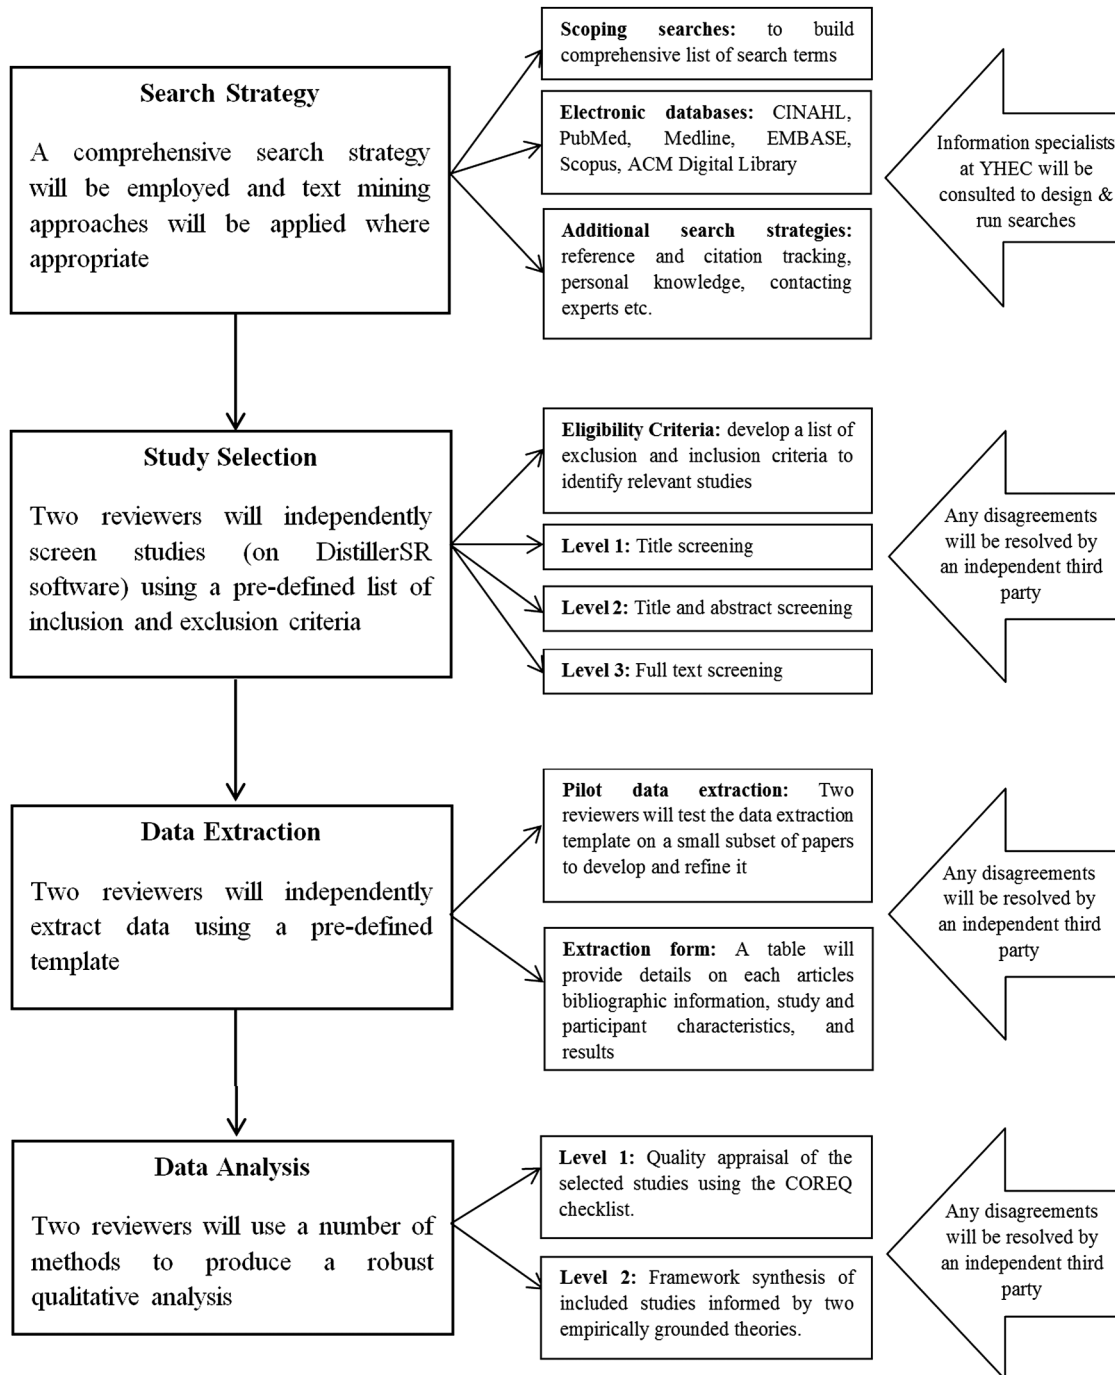 Search Strategy
A comprehensive search strategy
will be employed and text mining
approaches will be applied where
appropriate
Scoping searches: to build
comprehensive list of search terms
Electronic databases: CINAHL,
PubMed, Medline, EMBASE,
Scopus, ACM Digital Library
Additional search strategies:
reference and citation tracking,
personal knowledge, contacting
experts etc.
Information specialists
at YHEC will be
consulted to design &
run searches
Study Selection
Two reviewers will independently
screen studies (on DistillerSR
software) using a pre-defined list of
inclusion and exclusion criteria
Eligibility Criteria: develop a list of
exclusion and inclusion criteria to
identify relevant studies
Level 1: Title screening
Level 2: Title and abstract screening
Level 3: Full text screening
Any disagreements
will be resolved by
an independent third
party
Data Extraction
Two reviewers will independently
extract data using a pre-defined
template
Pilot data extraction: Two
reviewers will test the data extraction
template on a small subset of papers
to develop and refine it
Extraction form: A table will
provide details on each articles
bibliographic information, study and
participant characteristics, and
results
Any disagreements
will be resolved by
an independent third
party
Data Analysis
Two reviewers will use a number of
methods to produce a robust
qualitative analysis
Level 1: Quality appraisal of the
selected studies using the COREQ
checklist.
Level 2: Framework synthesis of
included studies informed by two
empirically grounded theories.
Any disagreements
will be resolved by
an independent third
party